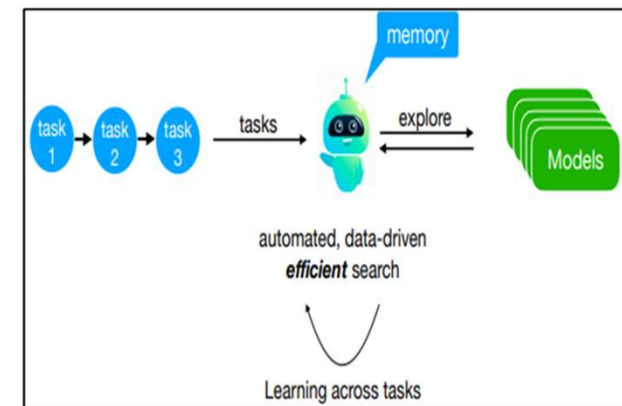 memory
task
1
task
2
task
3
tasks
explore
Models
automated, data-driven
efficient search
Learning across tasks